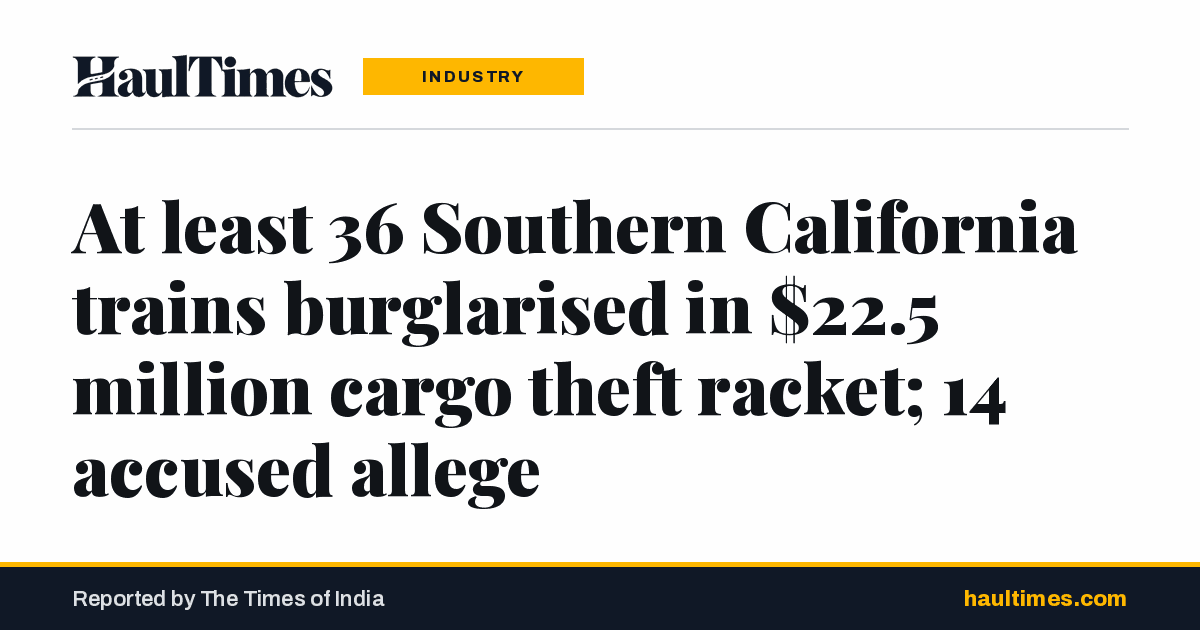 HaulTimes
INDUSTRY
At least 36 Southern California
trains burglarised in $22.5
million cargo theft racket; 14
accused allege
Reported by The Times of India
haultimes.com